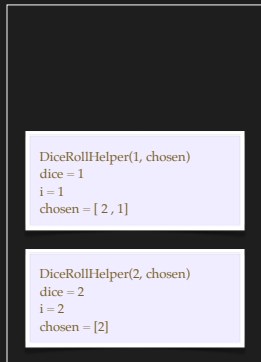 DiceRollHelper(1, chosen)
dice = 1
i = 1
chosen = [ 2 , 1]
DiceRollHelper(2, chosen)
dice = 2
i = 2
chosen = [2]